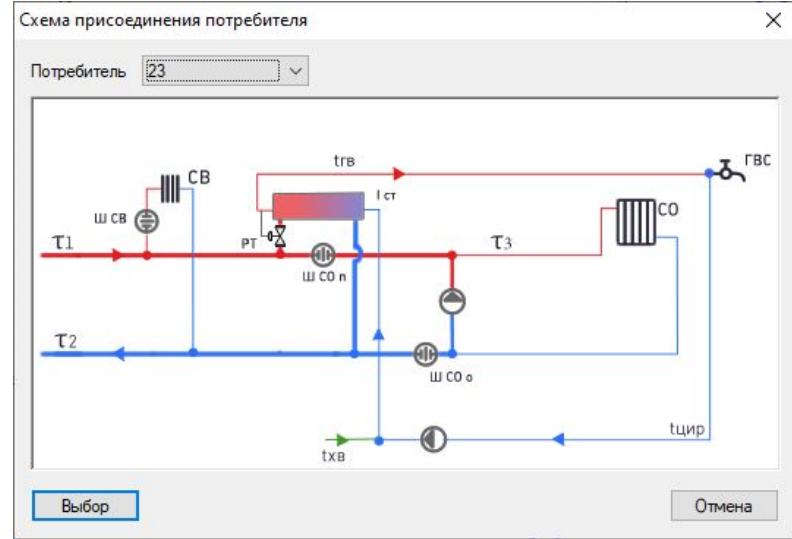 Схема присоединения потребителя
Потребитель 23
tгв
ГВС
СВ
I ст
СО
Ш СВ
РТ
τ1
τ3
Ш СО п
τ2
Ш СО о
tцир
tхв
Выбор
Отмена